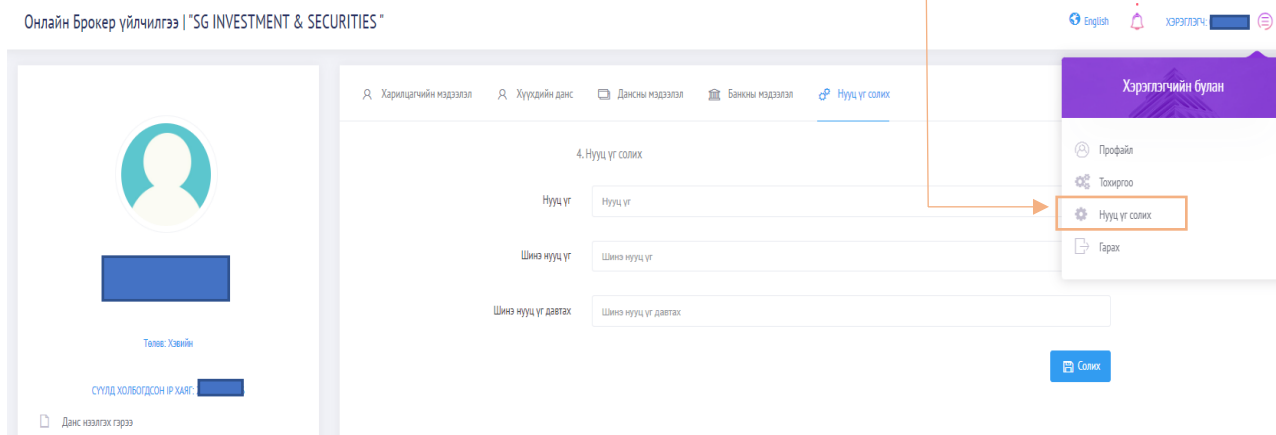 Онлайн Брокер үйлчилгээ | "SG INVESTMENT & SECURITIES "
English
ХЭРЭГЛЭГЧ:
Харилцагчийн мэдээлэл
Хүүхдийн данс
Дансны мэдээлэл
Банкны мэдээлэл
Нууц үг солих
Хэрэглэгчийн булан
Профайл
Тохиргоо
Нууц үг солих
Гарах
4. Нууц үг солих
Нууц үг
Нууц үг
Шинэ нууц үг
Шинэ нууц үг
Шинэ нууц үг давтах
Шинэ нууц үг давтах
Солих
Төлөв: Хэвийн
СҮҮЛД ХОЛБОГДСОН IP ХАЯГ:
Данс нээлгэх гэрээ